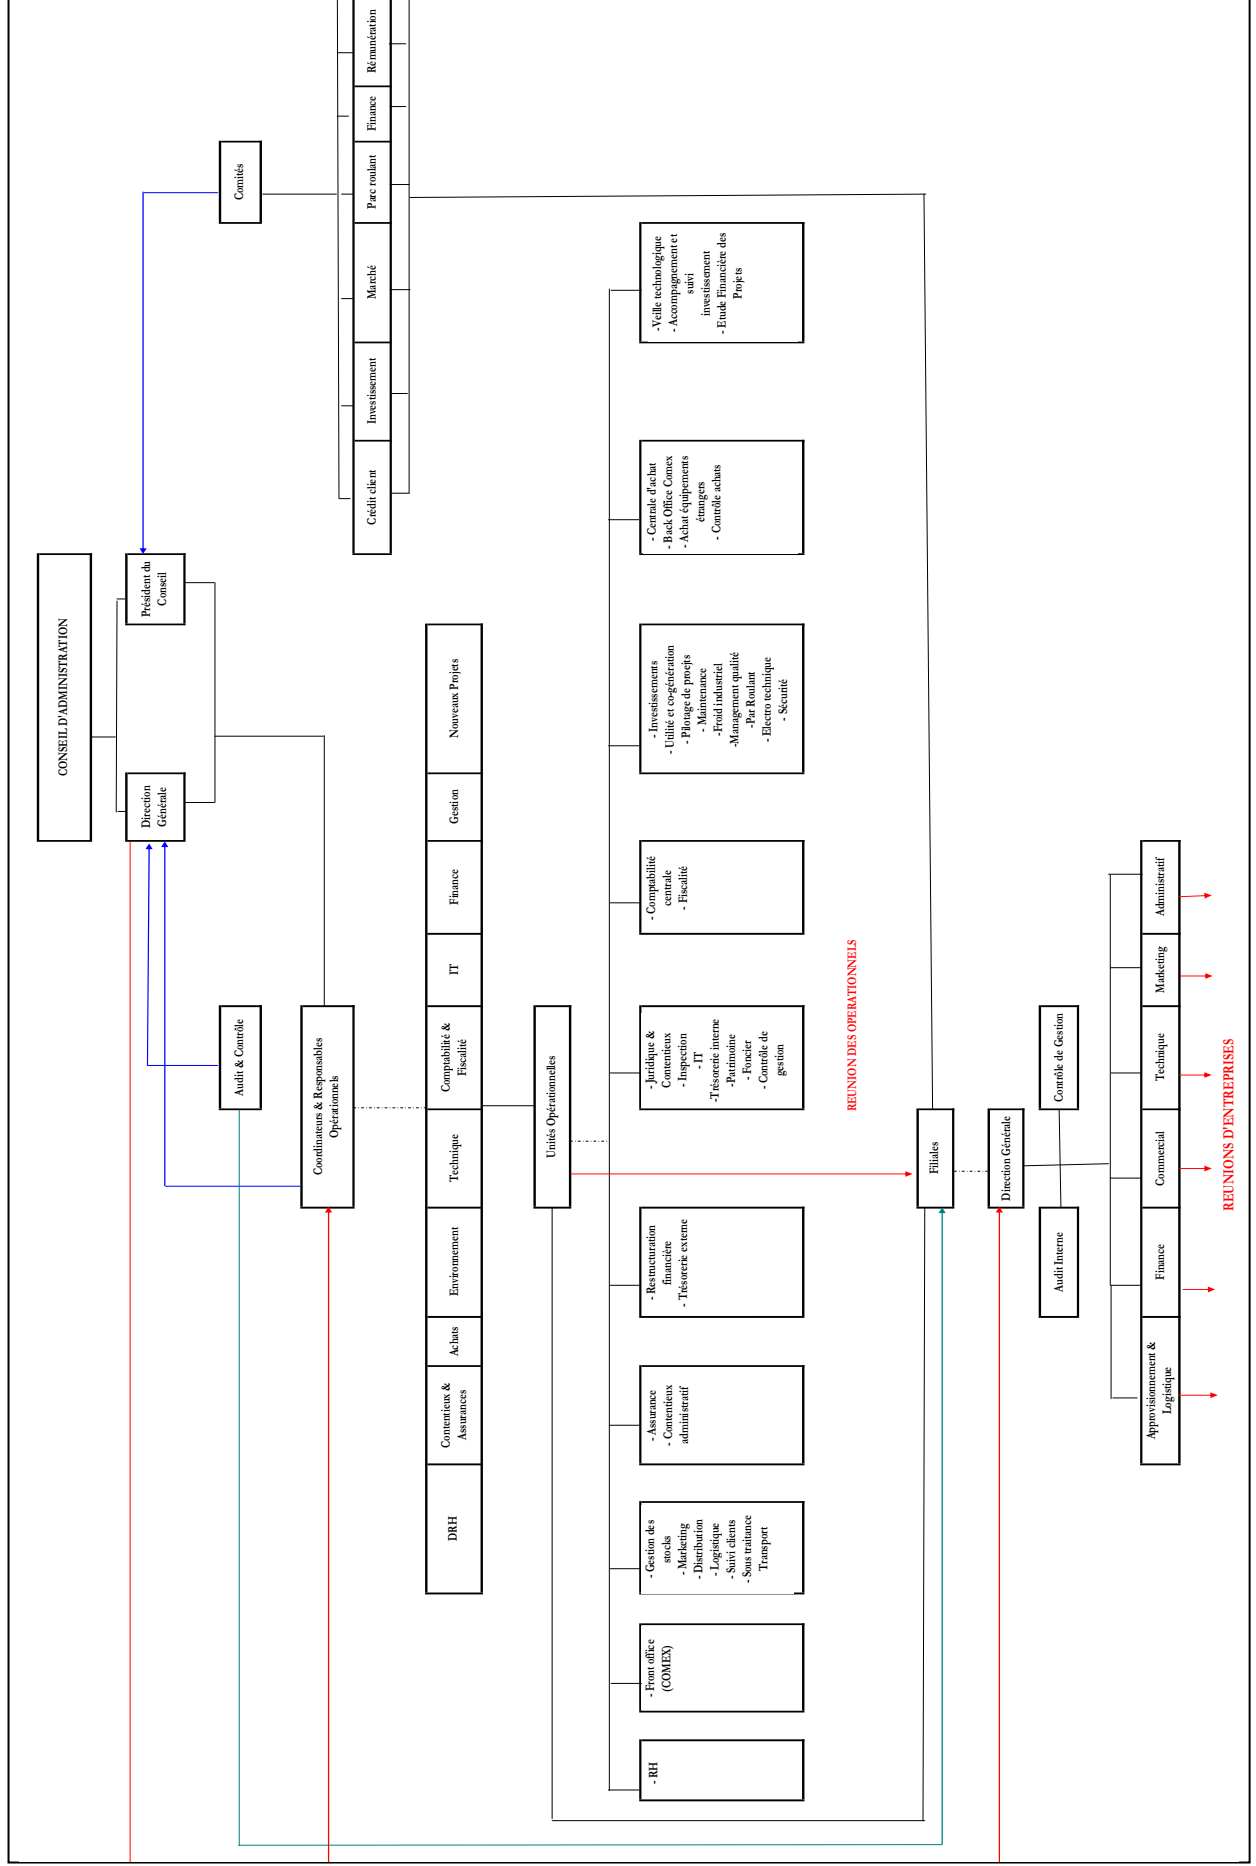 CONSEIL D'ADMINISTRATION
Direction
Générale
Président du
Conseil
Audit & Contrôle
Comités
Coordinateurs & Responsables
Opérationnels
Crédit client
Investissement
Marché
Parc roulant
Finance
Rémunération
DRH
Contentieux &
Assurances
Achats
Environnement
Technique
Comptabilité &
Fiscalité
IT
Finance
Gestion
Nouveaux Projets
Unités Opérationnelles
- RH
- Front office
(COMEX)
- Gestion des
stocks
- Marketing
- Distribution
- Logistique
- Suivi clients
- Sous traitance
Transport
- Assurance
- Contentieux
administratif
- Restructuration
financière
- Trésorerie externe
- Juridique &
Contentieux
- Inspection
- IT
-Trésorerie interne
-Patrimoine
- Foncier
- Contrôle de
gestion
- Comptabilité
centrale
- Fiscalité
- Investissements
- Utilité et co-génération
- Pilotage de proejts
- Maintenance
-Froid industriel
-Management qualité
-Par Roulant
- Electro technique
- Sécurité
- Centrale d'achat
- Back Office Comex
- Achat équipements
étrangers
- Contrôle achats
-Veille technologique
- Accompagnement et
suivi
investissement
- Etude Financière des
Projets
REUNION DES OPERATIONNELS
Filiales
Direction Générale
Audit Interne
Contrôle de Gestion
Approvisionnement &
Logistique
Finance
Commercial
Technique
Marketing
Administratif
REUNIONS D'ENTREPRISES